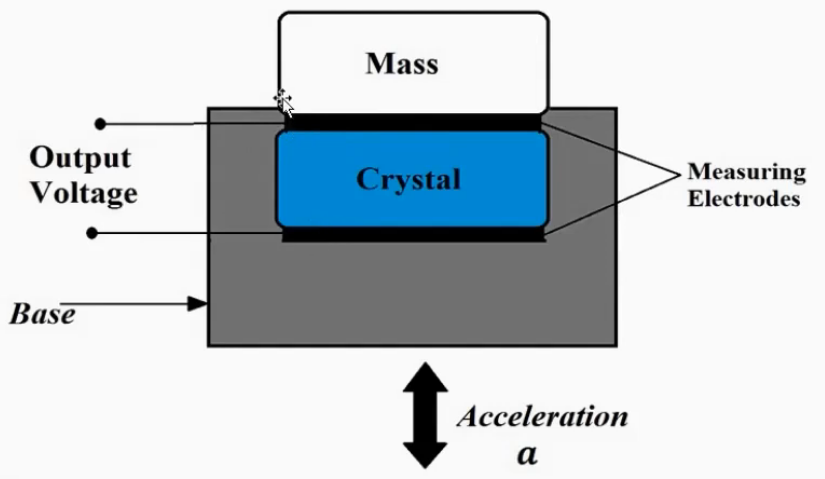 Mass
Output
Voltage
Crystal
Measuring
Electrodes
Base
Acceleration
a